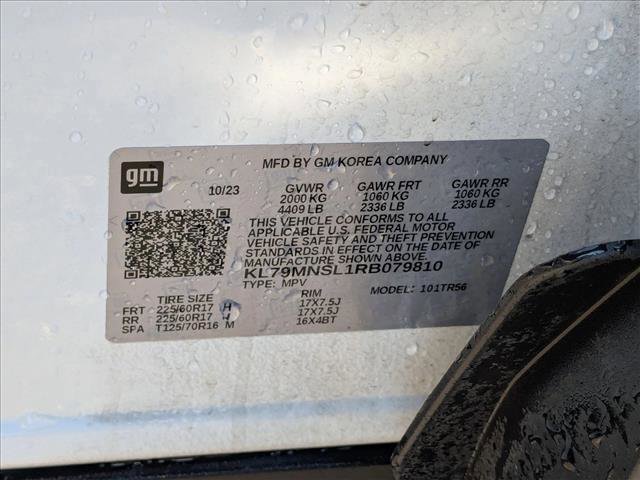 gm
MFD BY GM KOREA COMPANY
10/23 GVWR GAWR FRT GAWR RR
2000 KG 1060 KG 1060 KG
4409 LB 2336 LB 2336 LB
THIS VEHICLE CONFORMS TO ALL
APPLICABLE U.S. FEDERAL MOTOR
VEHICLE SAFETY AND THEFT PREVENTION
STANDARDS IN EFFECT ON THE DATE OF
MANUFACTURE SHOWN ABOVE.
KL79MNSL1RB079810
TYPE: MPV MODEL: 101TR56
TIRE SIZE RIM
FRT 225/60R17 H 17X7.5J
RR 225/60R17 H 17X7.5J
SPA T125/70R16 M 16X4BT